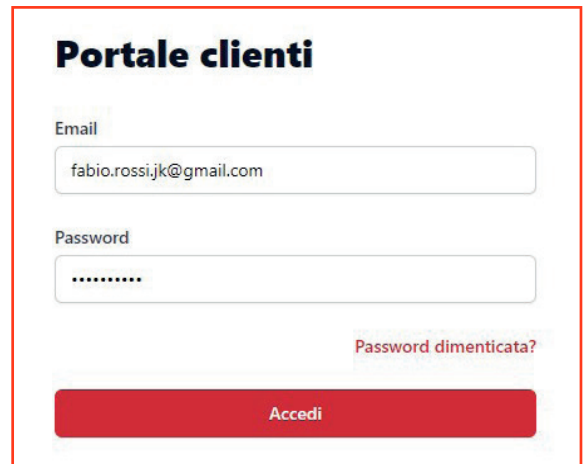 Portale clienti
Email
fabio.rossi.jk@gmail.com
Password
••••••••••
Password dimenticata?
Accedi